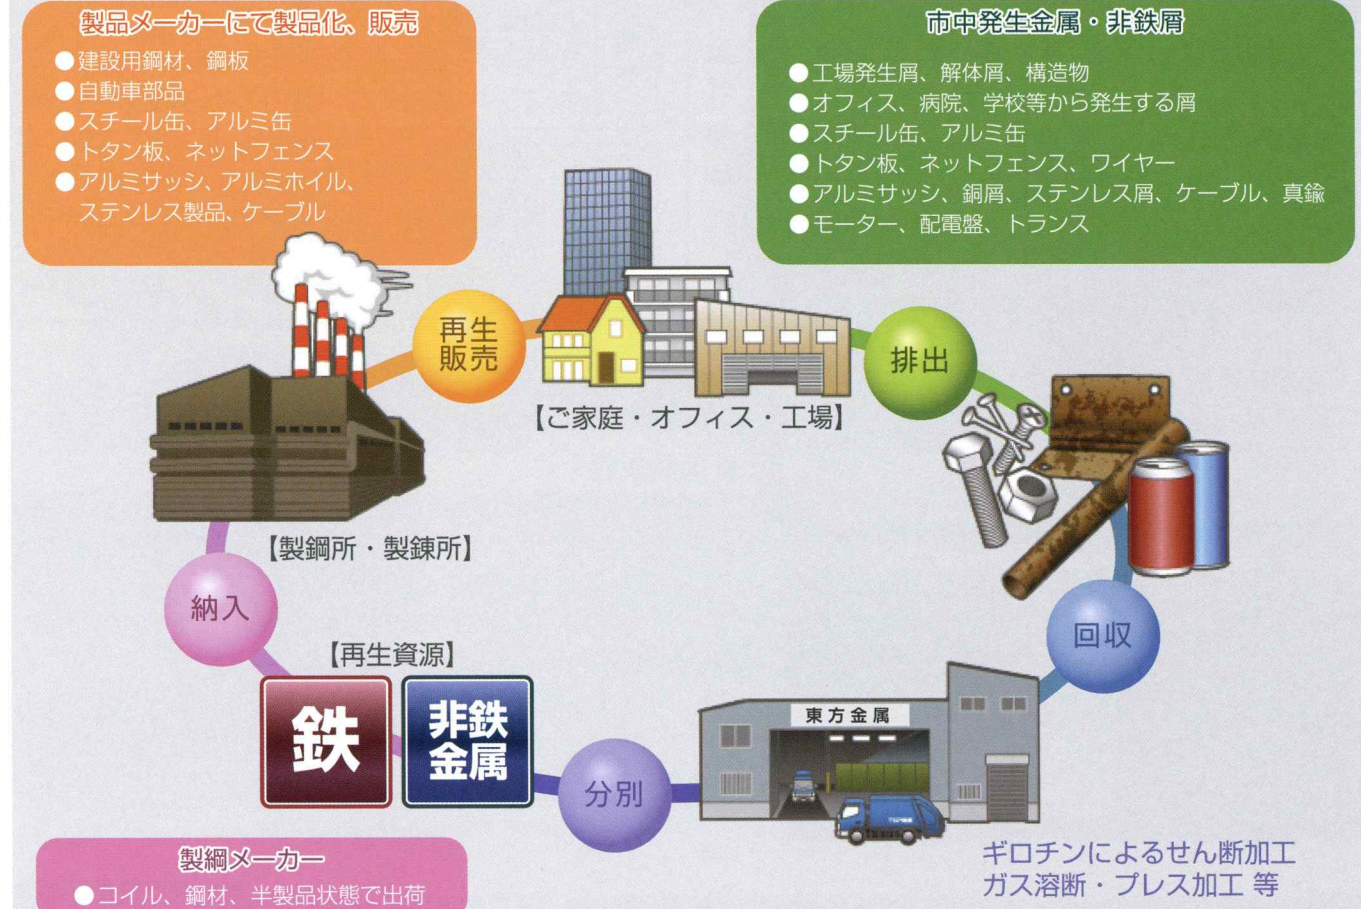 製品メーカーにて製品化、販売
●建設用鋼材、鋼板
●自動車部品
●スチール缶、アルミ缶
●トタン板、ネットフェンス
●アルミサッシ、アルミホイル、
ステンレス製品、ケーブル
市中発生金属・非鉄屑
●工場発生屑、解体屑、構造物
●オフィス、病院、学校等から発生する屑
●スチール缶、アルミ缶
●トタン板、ネットフェンス、ワイヤー
●アルミサッシ、銅屑、ステンレス屑、ケーブル、真鍮
●モーター、配電盤、トランス
再生
販売
排出
【ご家庭・オフィス・工場】
【製鋼所・製錬所】
納入
回収
【再生資源】
鉄
非鉄
金属
東方金属
分別
ギロチンによるせん断加工
ガス溶断・プレス加工 等
製綱メーカー
●コイル、鋼材、半製品状態で出荷